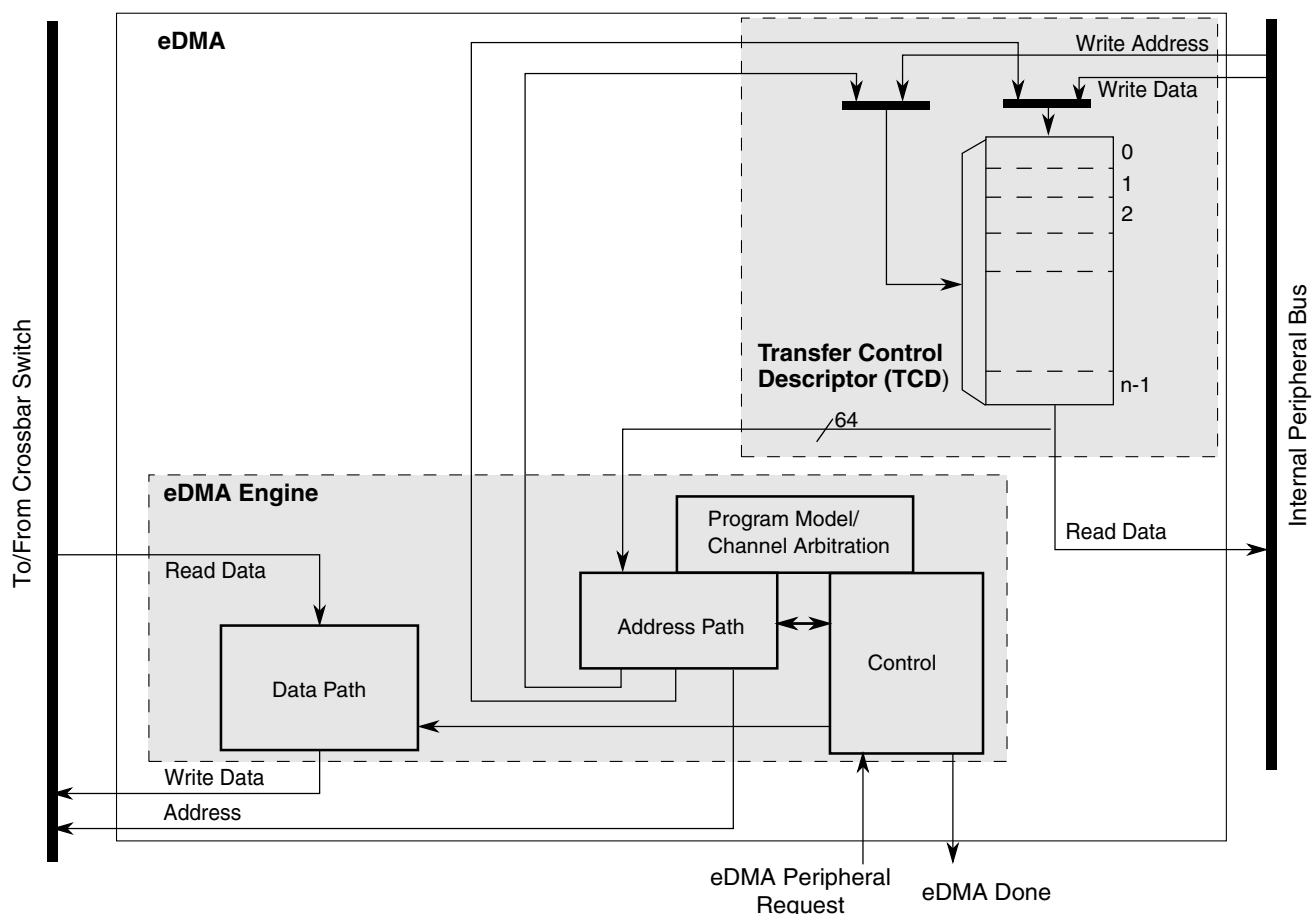 eDMA
Write Address
Write Data
0
1
2
n-1
Transfer Control
Descriptor (TCD)
64
To/From Crossbar Switch
Internal Peripheral Bus
eDMA Engine
Program Model/
Channel Arbitration
Read Data
Read Data
Address Path
Control
Data Path
Write Data
Address
eDMA Peripheral
Request
eDMA Done